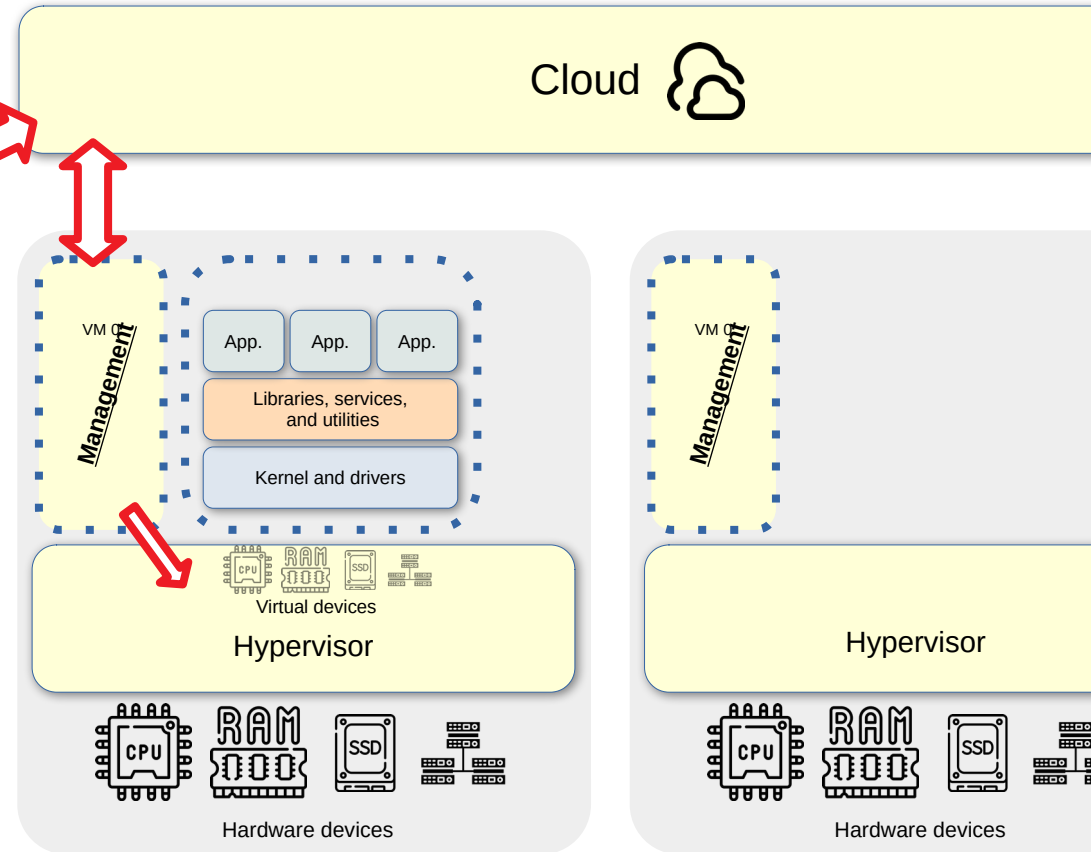 Cloud
VM 0
Management
App.
App.
App.
Libraries, services,
and utilities
Kernel and drivers
CPU
RAM
SSD
Virtual devices
Hypervisor
CPU
RAM
SSD
Hardware devices
VM 0
Management
Hypervisor
CPU
RAM
SSD
Hardware devices